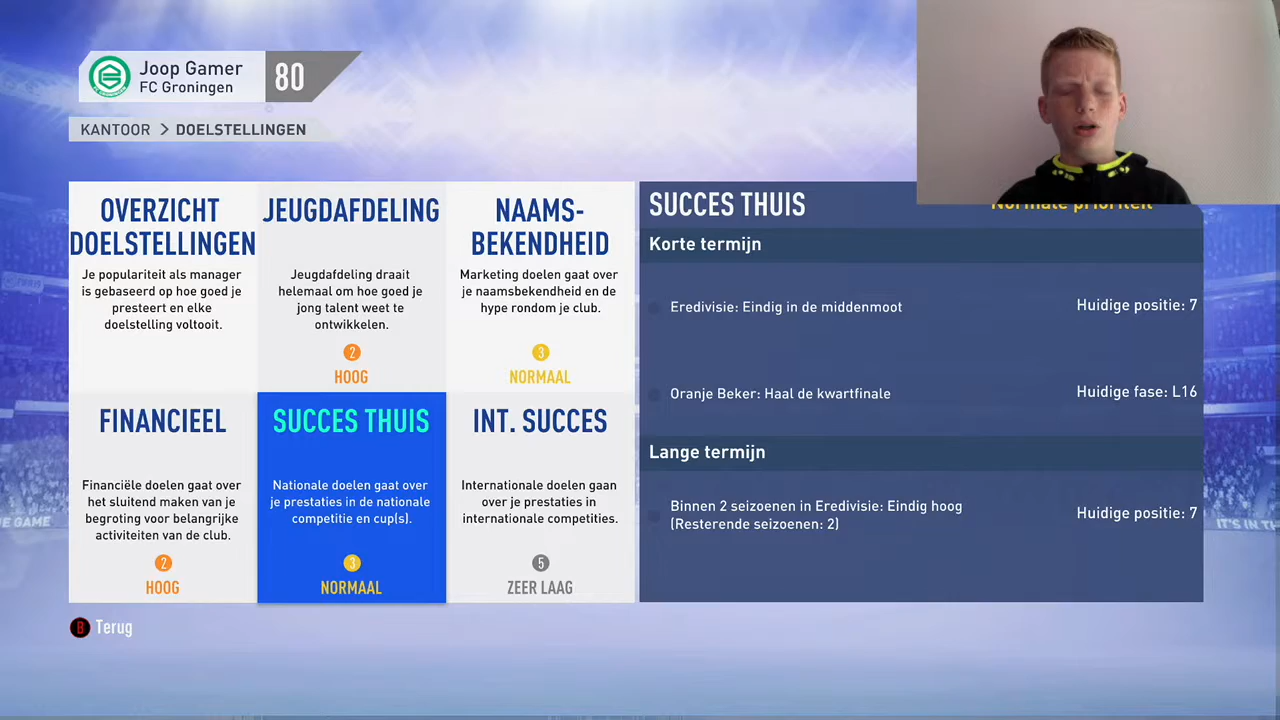 Joop Gamer
FC Groningen
80
KANTOOR > DOELSTELLINGEN
OVERZICHT
DOELSTELLINGEN
Je populariteit als manager
is gebaseerd op hoe goed je
presteert en elke
doelstelling voltooit.
JEUGDAFDELING
Jeugdafdeling draait
helemaal om hoe goed je
jong talent weet te
ontwikkelen.
2
HOOG
NAAMS-
BEKENDHEID
Marketing doelen gaat over
je naamsbekendheid en de
hype rondom je club.
3
NORMAAL
FINANCIEEL
Financiële doelen gaat over
het sluitend maken van je
begroting voor belangrijke
activiteiten van de club.
2
HOOG
SUCCES THUIS
Nationale doelen gaat over
je prestaties in de nationale
competitie en cup(s).
3
NORMAAL
INT. SUCCES
Internationale doelen gaan
over je prestaties in
internationale competities.
5
ZEER LAAG
SUCCES THUIS
Normale prioriteit
Korte termijn
Eredivisie: Eindig in de middenmoot
Huidige positie: 7
Oranje Beker: Haal de kwartfinale
Huidige fase: L16
Lange termijn
Binnen 2 seizoenen in Eredivisie: Eindig hoog
(Resterende seizoenen: 2)
Huidige positie: 7
B Terug